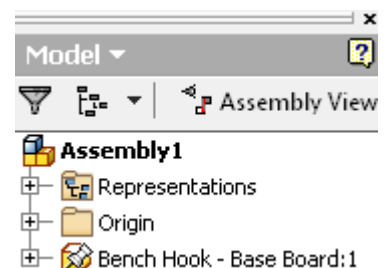 Model
Assembly View
Assembly1
Representations
Origin
Bench Hook - Base Board:1